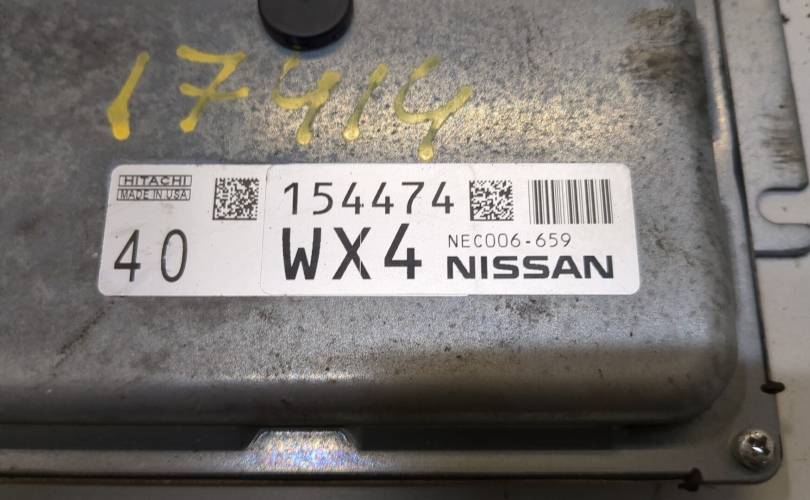 17414
HITACHI
MADE IN USA
154474
40
WX4
NEC006-659
NISSAN